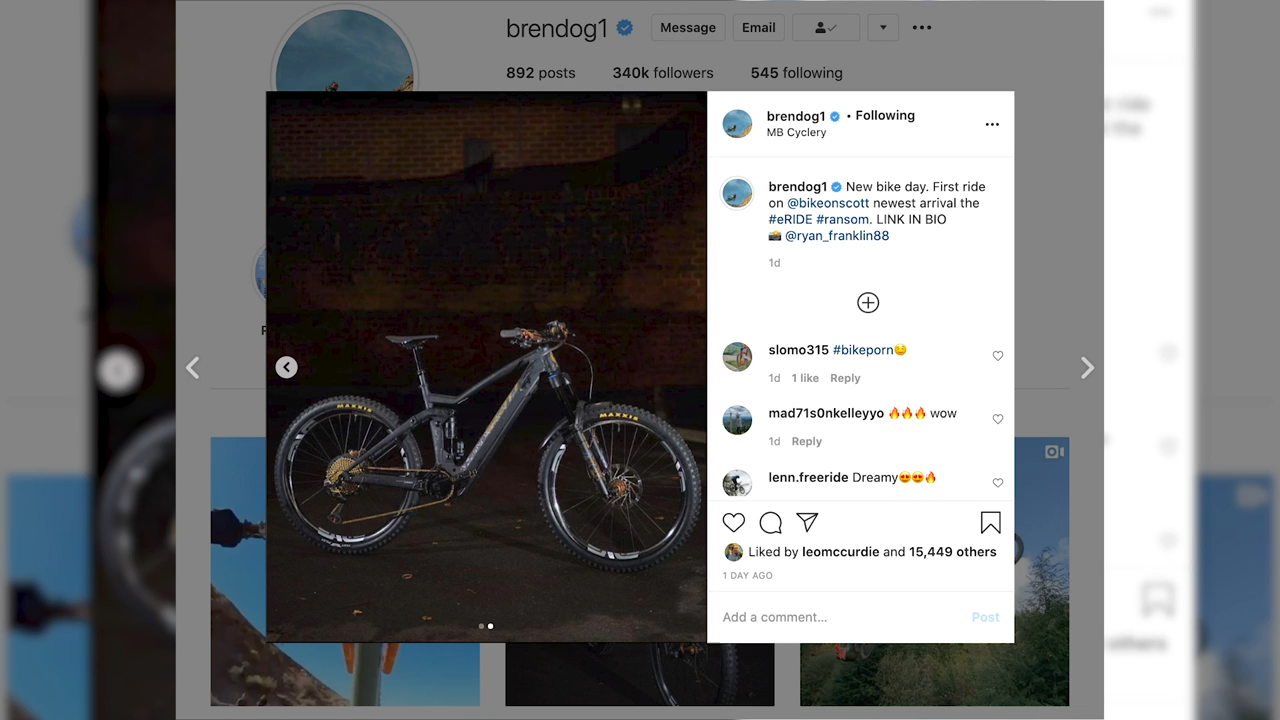 brendog1
Message
Email
892 posts
340k followers
545 following
brendog1 • Following
MB Cyclery
brendog1 New bike day. First ride
on @bikeonscott newest arrival the
#eRIDE #ransom. LINK IN BIO
📸 @ryan_franklin88
1d
slomo315 #bikeporn😊
1d 1 like Reply
mad71s0nkelleyyo 🔥🔥🔥 wow
1d Reply
lenn.freeride Dreamy😍😍🔥
Liked by leomccurdie and 15,449 others
1 DAY AGO
Add a comment...
Post
MAXXIS
MAXXIS